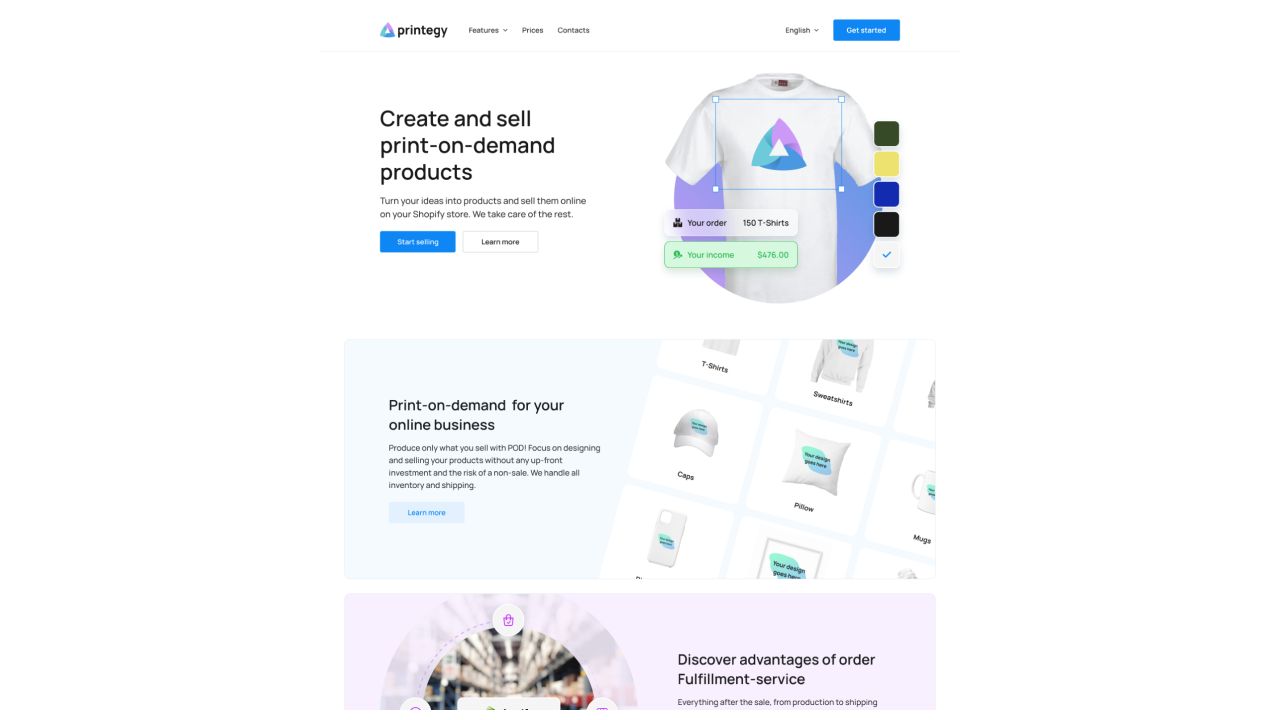 printegy
Features
Prices
Contacts
English
Get started
Create and sell
print-on-demand
products
Turn your ideas into products and sell them online
on your Shopify store. We take care of the rest.
Start selling
Learn more
Your order 150 T-Shirts
Your income $476.00
Print-on-demand for your
online business
Produce only what you sell with POD! Focus on designing
and selling your products without any up-front
investment and the risk of a non-sale. We handle all
inventory and shipping.
Learn more
T-Shirts
Sweatshirts
Your design
goes here
Caps
Your design
goes here
Pillow
Mugs
Your design
goes here
Discover advantages of order
Fulfillment-service
Everything after the sale, from production to shipping